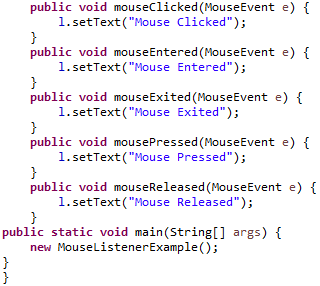 public void mouseClicked(MouseEvent e) {
l.setText("Mouse Clicked");
}
public void mouseEntered(MouseEvent e) {
l.setText("Mouse Entered");
}
public void mouseExited(MouseEvent e) {
l.setText("Mouse Exited");
}
public void mousePressed(MouseEvent e) {
l.setText("Mouse Pressed");
}
public void mouseReleased(MouseEvent e) {
l.setText("Mouse Released");
}
public static void main(String[] args) {
new MouseListenerExample();
}
}